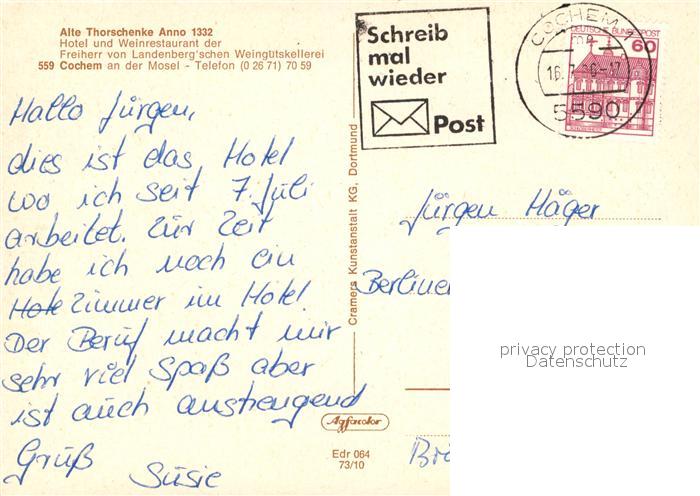 Alte Thorschenke Anno 1332
Hotel und Weinrestaurant der
Freiherr von Landenberg'schen Weingutskellerei
559 Cochem an der Mosel - Telefon (0 26 71) 70 59
Hallo Jürgen,
dies ist das Hotel
wo ich seit 7. Juli
arbeitet. Zur Zeit
habe ich noch ein
Hote Zimmer im Hotel.
Der Beruf macht mir
sehr viel Spaß aber
ist auch anstrengend
Gruß
Susie
Cramers Kunstanstalt KG, Dortmund
Agfacolor
Edr 064
73/10
Schreib
mal
wieder
Post
COCHEM
5590
DEUTSCHE BUNDESPOST
60
Jürgen Häger
Berliner
privacy protection
Datenschutz